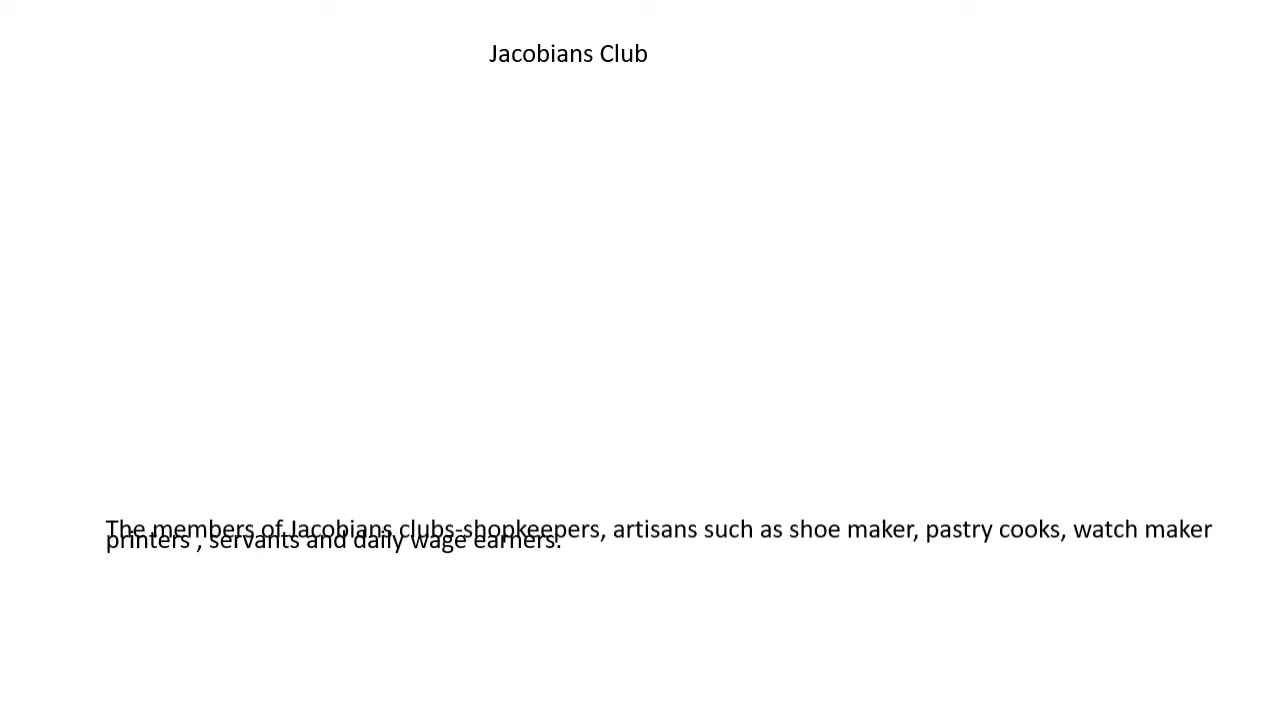 Jacobians Club
The members of Jacobians clubs-shopkeepers, artisans such as shoe maker, pastry cooks, watch maker
printers , servants and daily wage earners.